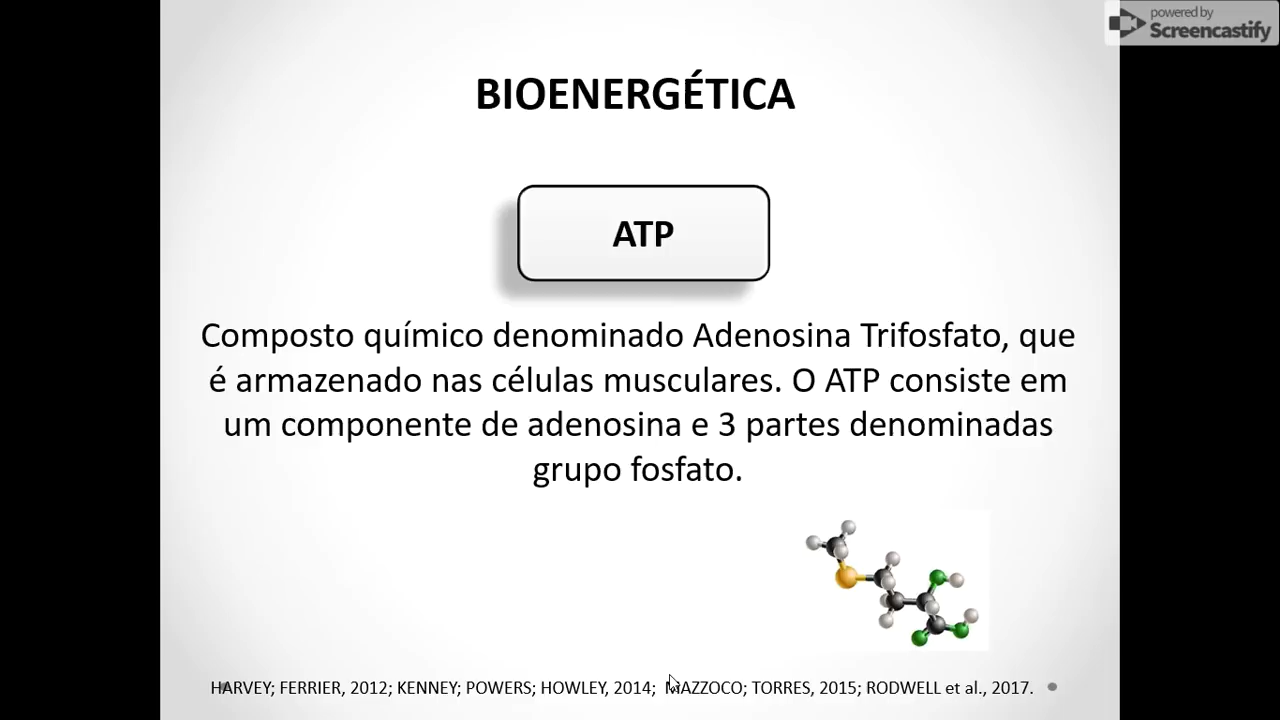 powered by
Screencastify
BIOENERGÉTICA
ATP
Composto químico denominado Adenosina Trifosfato, que
é armazenado nas células musculares. O ATP consiste em
um componente de adenosina e 3 partes denominadas
grupo fosfato.
HARVEY; FERRIER, 2012; KENNEY; POWERS; HOWLEY, 2014; MAZZOCO; TORRES, 2015; RODWELL et al., 2017.